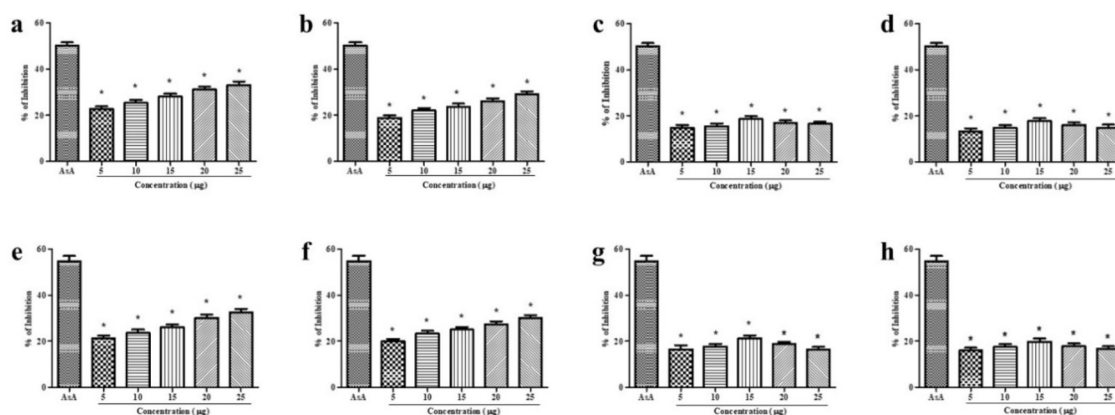 a
% of Inhibition
60
40
20
0
AsA 5 10 15 20 25
Concentration (µg)
* * * * *
b
% of Inhibition
60
40
20
0
AsA 5 10 15 20 25
Concentration (µg)
* * * * *
c
% of Inhibition
60
40
20
0
AsA 5 10 15 20 25
Concentration (µg)
* * * * *
d
% of Inhibition
60
40
20
0
AsA 5 10 15 20 25
Concentration (µg)
* * * * *
e
% of Inhibition
60
40
20
0
AsA 5 10 15 20 25
Concentration (µg)
* * * * *
f
% of Inhibition
60
40
20
0
AsA 5 10 15 20 25
Concentration (µg)
* * * * *
g
% of Inhibition
60
40
20
0
AsA 5 10 15 20 25
Concentration (µg)
* * * * *
h
% of Inhibition
60
40
20
0
AsA 5 10 15 20 25
Concentration (µg)
* * * * *